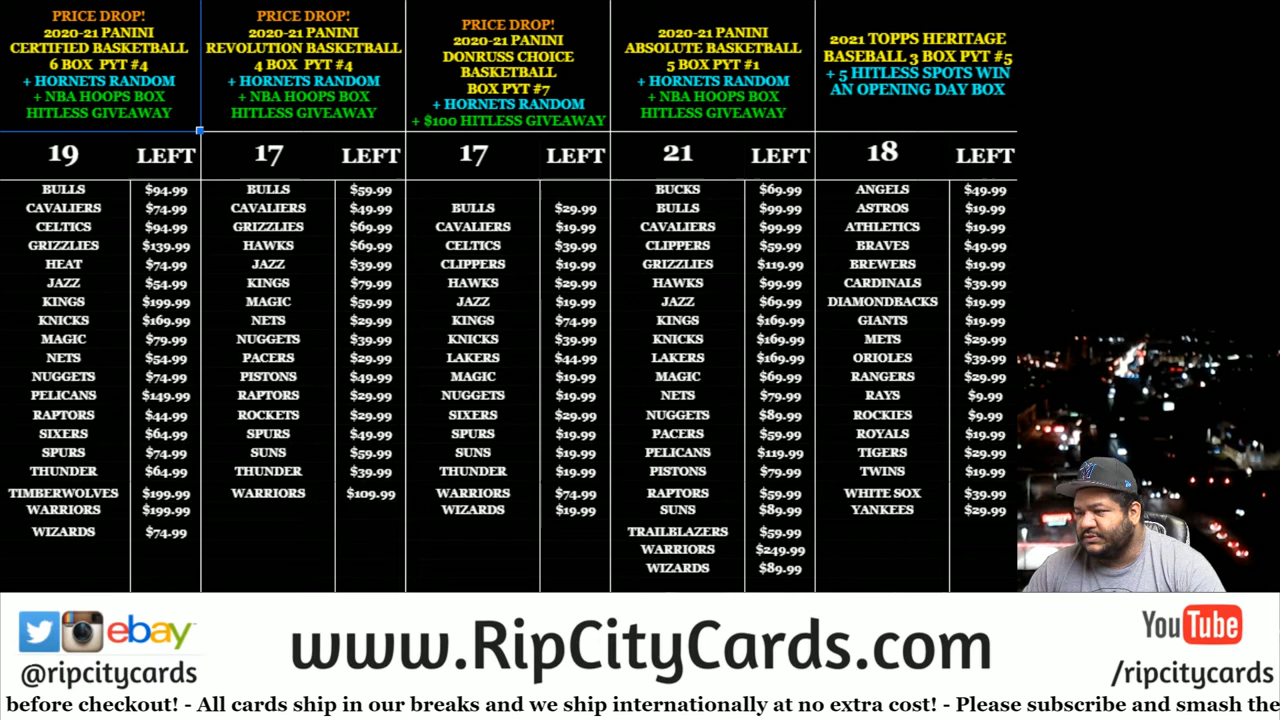 PRICE DROP!
2020-21 PANINI
CERTIFIED BASKETBALL
6 BOX PYT #4
+ HORNETS RANDOM
+ NBA HOOPS BOX
HITLESS GIVEAWAY
19 LEFT
BULLS $94.99
CAVALIERS $74.99
CELTICS $94.99
GRIZZLIES $139.99
HEAT $74.99
JAZZ $54.99
KINGS $199.99
KNICKS $169.99
MAGIC $79.99
NETS $54.99
NUGGETS $74.99
PELICANS $149.99
RAPTORS $44.99
SIXERS $64.99
SPURS $74.99
THUNDER $64.99
TIMBERWOLVES $199.99
WARRIORS $199.99
WIZARDS $74.99
PRICE DROP!
2020-21 PANINI
REVOLUTION BASKETBALL
4 BOX PYT #4
+ HORNETS RANDOM
+ NBA HOOPS BOX
HITLESS GIVEAWAY
17 LEFT
BULLS $59.99
CAVALIERS $49.99
GRIZZLIES $69.99
HAWKS $69.99
JAZZ $39.99
KINGS $79.99
MAGIC $59.99
NETS $29.99
NUGGETS $39.99
PACERS $29.99
PISTONS $49.99
RAPTORS $29.99
ROCKETS $29.99
SPURS $49.99
SUNS $59.99
THUNDER $39.99
WARRIORS $109.99
PRICE DROP!
2020-21 PANINI
DONRUSS CHOICE
BASKETBALL
BOX PYT #7
+ HORNETS RANDOM
+ $100 HITLESS GIVEAWAY
17 LEFT
BULLS $29.99
CAVALIERS $19.99
CELTICS $39.99
CLIPPERS $19.99
HAWKS $29.99
JAZZ $19.99
KINGS $74.99
KNICKS $39.99
LAKERS $44.99
MAGIC $19.99
NUGGETS $19.99
SIXERS $29.99
SPURS $19.99
SUNS $19.99
THUNDER $19.99
WARRIORS $74.99
WIZARDS $19.99
2020-21 PANINI
ABSOLUTE BASKETBALL
5 BOX PYT #1
+ HORNETS RANDOM
+ NBA HOOPS BOX
HITLESS GIVEAWAY
21 LEFT
BUCKS $69.99
BULLS $99.99
CAVALIERS $99.99
CLIPPERS $59.99
GRIZZLIES $119.99
HAWKS $99.99
JAZZ $69.99
KINGS $169.99
KNICKS $169.99
LAKERS $169.99
MAGIC $69.99
NETS $79.99
NUGGETS $89.99
PACERS $59.99
PELICANS $119.99
PISTONS $79.99
RAPTORS $59.99
SUNS $89.99
TRAILBLAZERS $59.99
WARRIORS $249.99
WIZARDS $89.99
2021 TOPPS HERITAGE
BASEBALL 3 BOX PYT #5
+ 5 HITLESS SPOTS WIN
AN OPENING DAY BOX
18 LEFT
ANGELS $49.99
ASTROS $19.99
ATHLETICS $19.99
BRAVES $49.99
BREWERS $19.99
CARDINALS $39.99
DIAMONDBACKS $19.99
GIANTS $19.99
METS $29.99
ORIOLES $39.99
RANGERS $29.99
RAYS $9.99
ROCKIES $9.99
ROYALS $19.99
TIGERS $29.99
TWINS $19.99
WHITE SOX $39.99
YANKEES $29.99
ebay
@ripcitycards
www.RipCityCards.com
YouTube
/ripcitycards
before checkout! - All cards ship in our breaks and we ship internationally at no extra cost! - Please subscribe and smash the